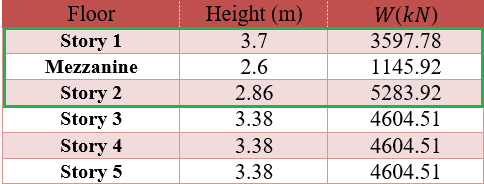 Floor Height (m) W(kN)
Story 1 3.7 3597.78
Mezzanine 2.6 1145.92
Story 2 2.86 5283.92
Story 3 3.38 4604.51
Story 4 3.38 4604.51
Story 5 3.38 4604.51